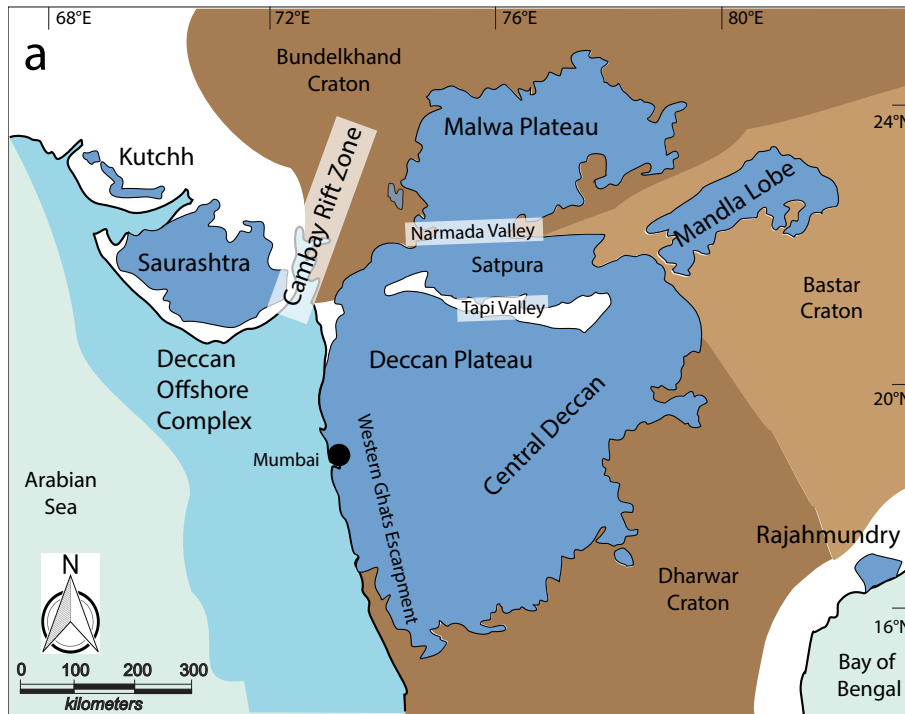 68°E
72°E
76°E
80°E
a
Bundelkhand
Craton
24°N
Malwa Plateau
Kutchh
Cambay Rift Zone
Mandla Lobe
Narmada Valley
Saurashtra
Satpura
Bastar
Craton
Tapi Valley
Deccan
Offshore
Complex
Deccan Plateau
20°N
Central Deccan
Western Ghats Escarpment
Mumbai
Arabian
Sea
Rajahmundry
N
Dharwar
Craton
16°N
0 100 200 300
kilometers
Bay of
Bengal